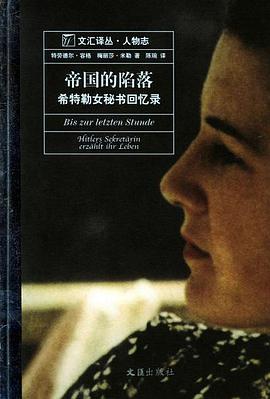 文汇译丛·人物志
特劳德尔·容格 梅丽莎·米勒 著 陈琬 译
帝国的陷落
希特勒女秘书回忆录
Bis zur letzten Stunde
Hitlers Sekretärin
erzählt ihr Leben
文匯出版社